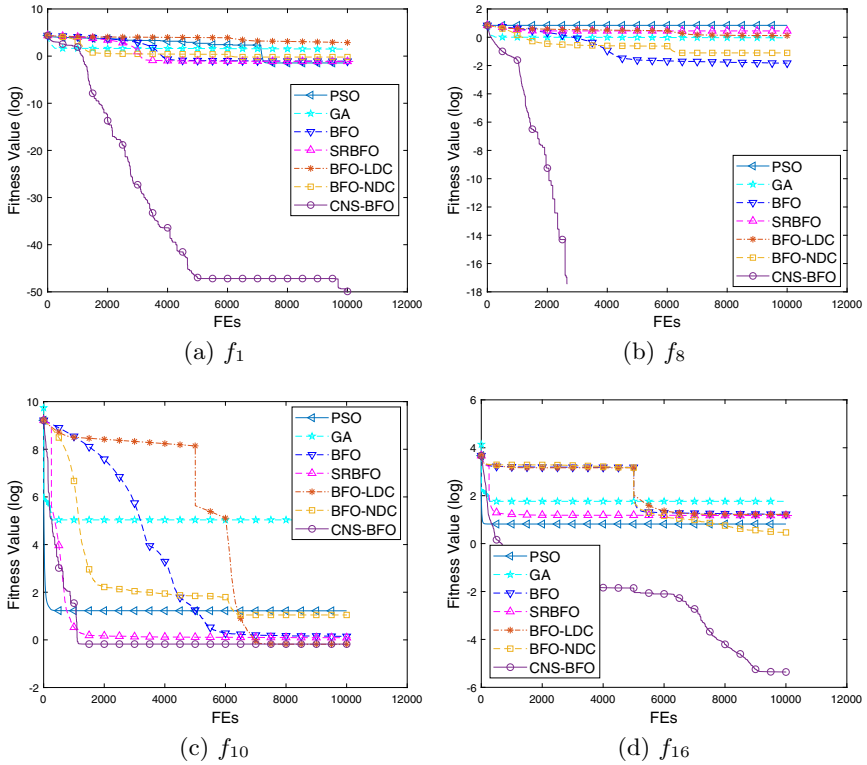 10
0
-10
-20
-30
-40
-50
Fitness Value (log)
0 2000 4000 6000 8000 10000 12000
FEs
PSO
GA
BFO
SRBFO
BFO-LDC
BFO-NDC
CNS-BFO
(a) f1
2
0
-2
-4
-6
-8
-10
-12
-14
-16
-18
Fitness Value (log)
0 2000 4000 6000 8000 10000 12000
FEs
PSO
GA
BFO
SRBFO
BFO-LDC
BFO-NDC
CNS-BFO
(b) f8
10
8
6
4
2
0
-2
Fitness Value (log)
0 2000 4000 6000 8000 10000 12000
FEs
PSO
GA
BFO
SRBFO
BFO-LDC
BFO-NDC
CNS-BFO
(c) f10
6
4
2
0
-2
-4
-6
Fitness Value (log)
0 2000 4000 6000 8000 10000 12000
FEs
PSO
GA
BFO
SRBFO
BFO-LDC
BFO-NDC
CNS-BFO
(d) f16